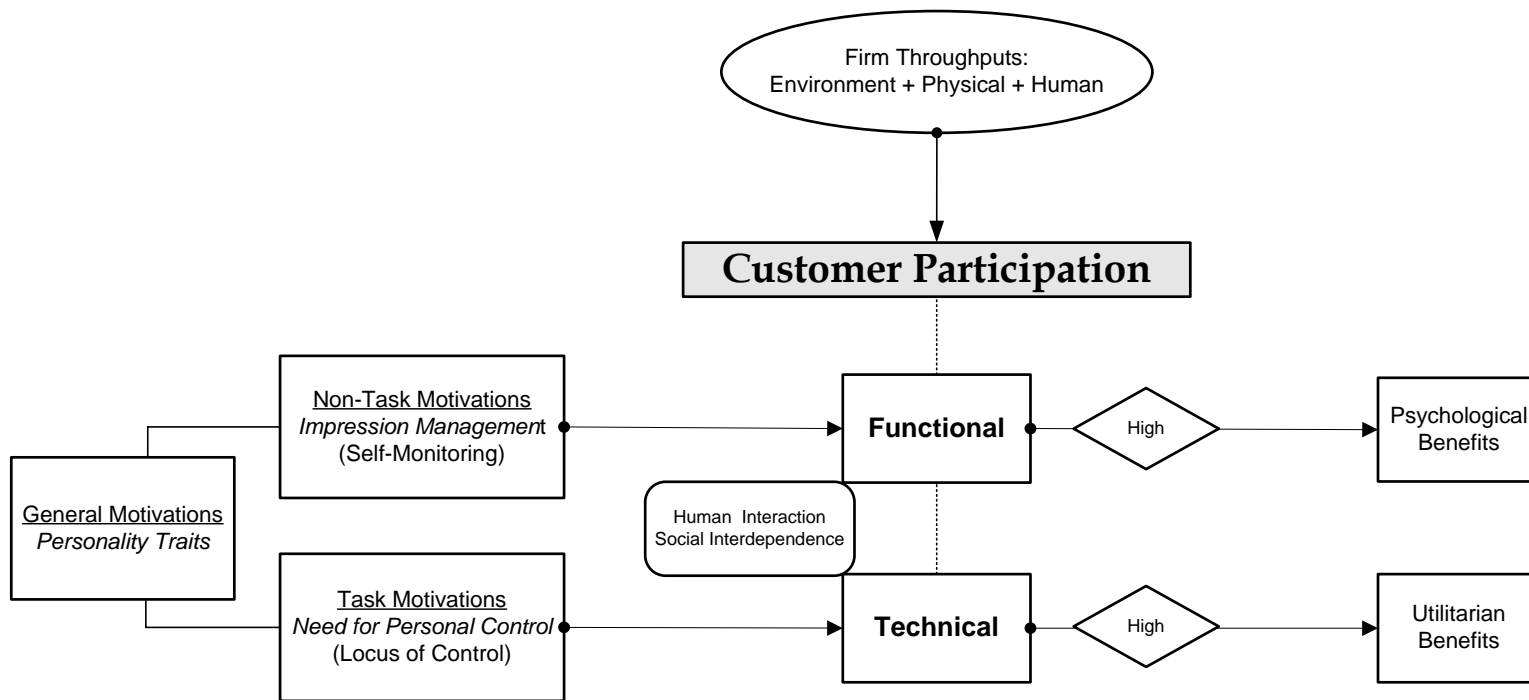 Firm Throughputs:
Environment + Physical + Human
Customer Participation
Non-Task Motivations
Impression Management
(Self-Monitoring)
Functional
High
Psychological
Benefits
General Motivations
Personality Traits
Human Interaction
Social Interdependence
Task Motivations
Need for Personal Control
(Locus of Control)
Technical
High
Utilitarian
Benefits